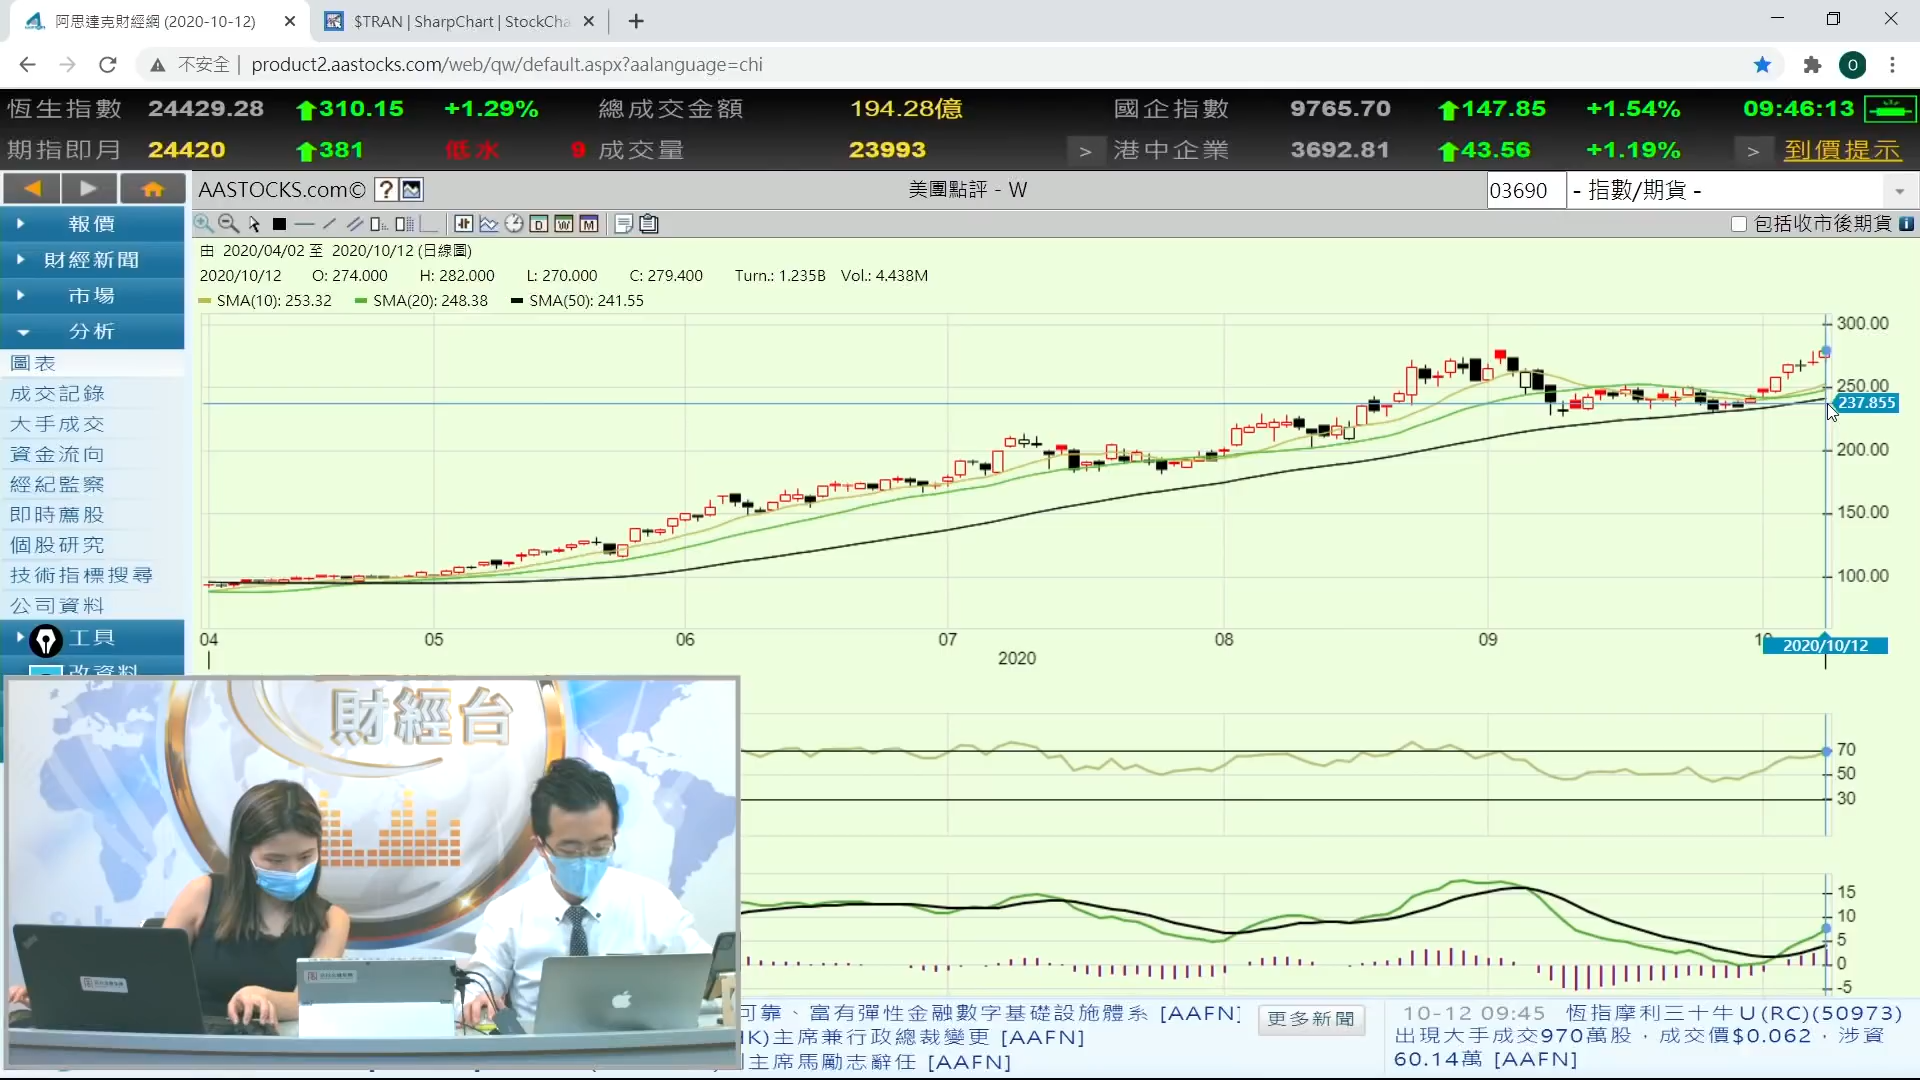 阿思達克財經網 (2020-10-12)
$TRAN | SharpChart | StockCha
不安全 | product2.aastocks.com/web/qw/default.aspx?aalanguage=chi
O
恆生指數 24429.28 310.15 +1.29% 總成交金額 194.28億 國企指數 9765.70 147.85 +1.54% 09:46:13
期指即月 24420 381 低水 9 成交量 23993 > 港中企業 3692.81 43.56 +1.19% > 到價提示
AASTOCKS.com© ? 美團點評 - W 03690 - 指數/期貨 -
D W M 包括收市後期貨 i
報價
財經新聞
市場
分析
圖表
成交記錄
大手成交
資金流向
經紀監察
即時薦股
個股研究
技術指標搜尋
公司資料
工具
改資料
由 2020/04/02 至 2020/10/12 (日線圖)
2020/10/12 O: 274.000 H: 282.000 L: 270.000 C: 279.400 Turn.: 1.235B Vol.: 4.438M
SMA(10): 253.32 SMA(20): 248.38 SMA(50): 241.55
300.00
250.00
237.855
200.00
150.00
100.00
04 05 06 07 08 09 10
2020/10/12
2020
70
50
30
15
10
5
0
-5
財經台
可靠、富有彈性金融數字基礎設施體系 [AAFN]
HK)主席兼行政總裁變更 [AAFN]
主席馬勵志辭任 [AAFN]
更多新聞
10-12 09:45 恆指摩利三十牛U(RC)(50973)
出現大手成交970萬股，成交價$0.062，涉資
60.14萬 [AAFN]